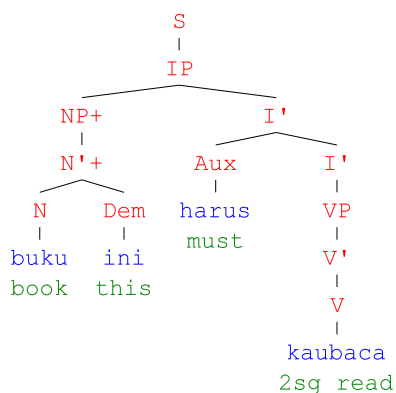 S
IP
NP+ I'
N'+ Aux I'
N Dem harus VP
must
buku ini V'
book this
V
kaubaca
2sg read